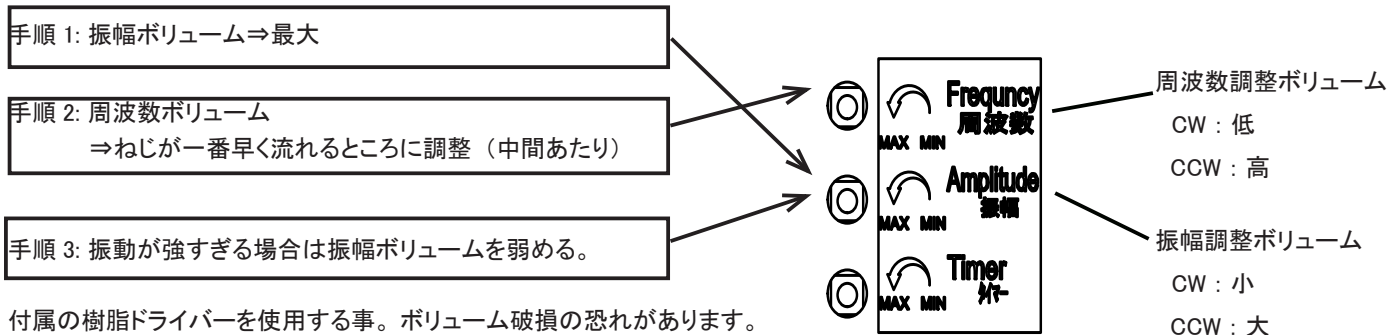 手順 1: 振幅ボリューム⇒最大
手順 2: 周波数ボリューム
⇒ねじが一番早く流れるところに調整 （中間あたり）
手順 3: 振動が強すぎる場合は振幅ボリュームを弱める。
付属の樹脂ドライバーを使用する事。ボリューム破損の恐れがあります。
Frequncy
周波数
MAX MIN
Amplitude
振幅
MAX MIN
Timer
タイマー
MAX MIN
周波数調整ボリューム
CW : 低
CCW : 高
振幅調整ボリューム
CW : 小
CCW : 大